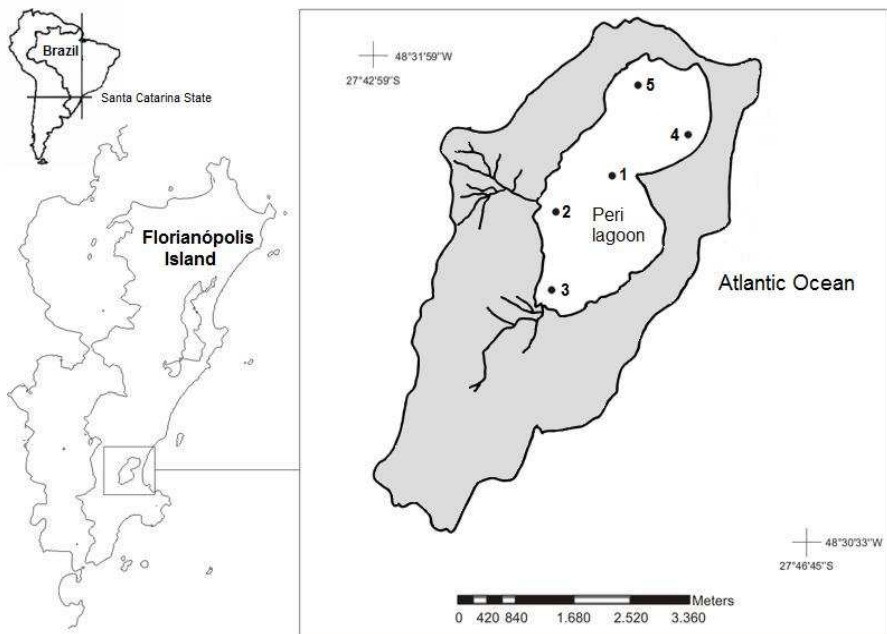 Brazil
Santa Catarina State
Florianópolis
Island
48°31'59"W
27°42'59"S
5
4
1
2
Peri
lagoon
3
Atlantic Ocean
48°30'33"W
27°46'45"S
Meters
0 420 840 1.680 2.520 3.360